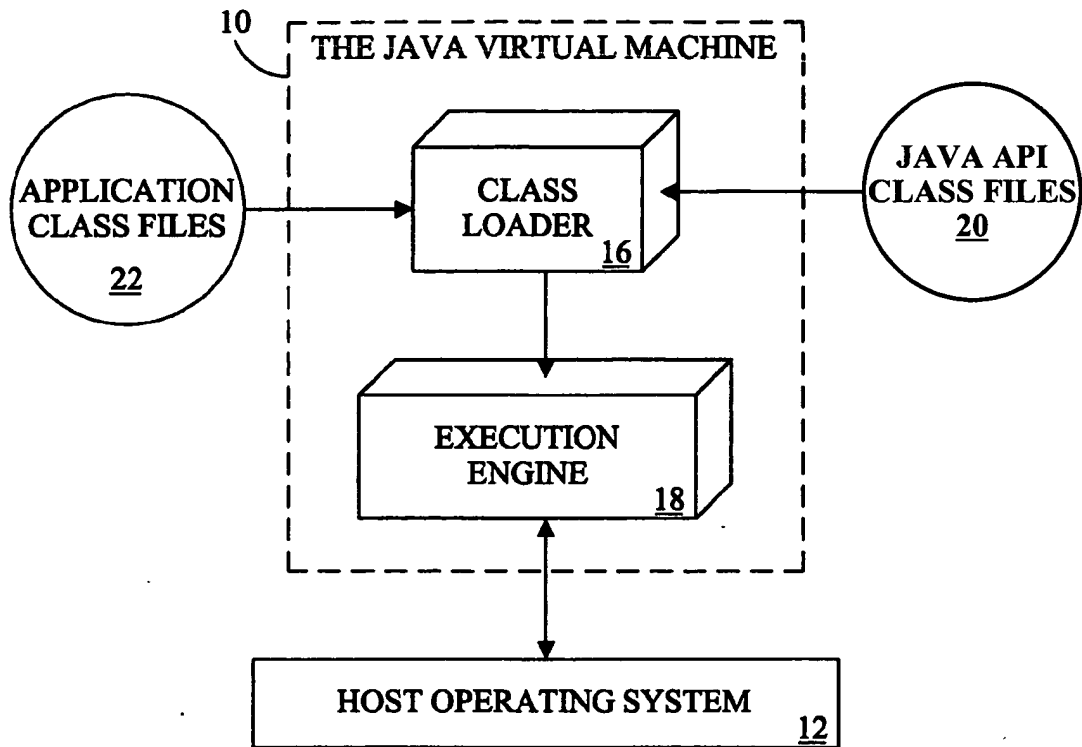 10
THE JAVA VIRTUAL MACHINE
APPLICATION
CLASS FILES
22
CLASS
LOADER
16
JAVA API
CLASS FILES
20
EXECUTION
ENGINE
18
HOST OPERATING SYSTEM
12